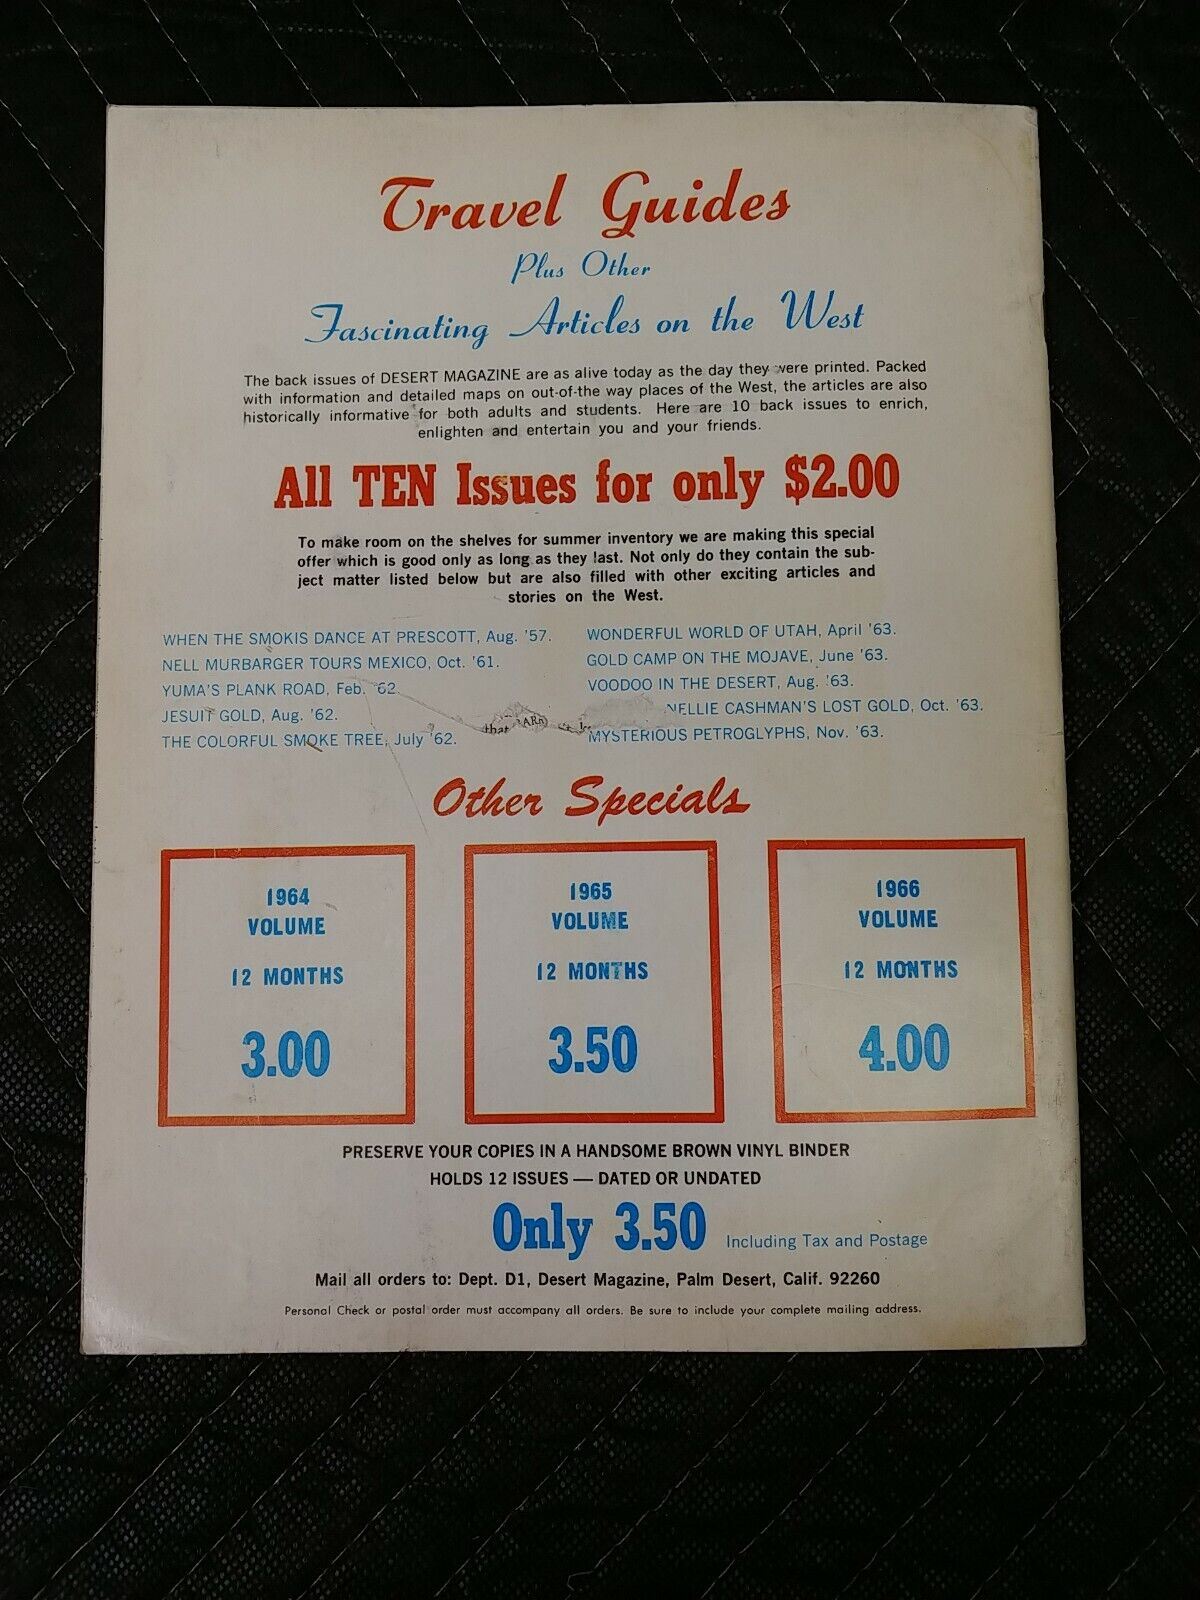 Travel Guides
Plus Other
Fascinating Articles on the West
The back issues of DESERT MAGAZINE are as alive today as the day they were printed. Packed
with information and detailed maps on out-of-the way places of the West, the articles are also
historically informative for both adults and students. Here are 10 back issues to enrich,
enlighten and entertain you and your friends.
All TEN Issues for only $2.00
To make room on the shelves for summer inventory we are making this special
offer which is good only as long as they last. Not only do they contain the sub-
ject matter listed below but are also filled with other exciting articles and
stories on the West.
WHEN THE SMOKIS DANCE AT PRESCOTT, Aug. '57.
NELL MURBARGER TOURS MEXICO, Oct. '61.
YUMA'S PLANK ROAD, Feb. '62.
JESUIT GOLD, Aug. '62.
THE COLORFUL SMOKE TREE, July '62.
that
WONDERFUL WORLD OF UTAH, April '63.
GOLD CAMP ON THE MOJAVE, June '63.
VOODOO IN THE DESERT, Aug. '63.
NELLIE CASHMAN'S LOST GOLD, Oct. '63.
MYSTERIOUS PETROGLYPHS, Nov. '63.
Other Specials
1964
VOLUME
12 MONTHS
3.00
1965
VOLUME
12 MONTHS
3.50
1966
VOLUME
12 MONTHS
4.00
PRESERVE YOUR COPIES IN A HANDSOME BROWN VINYL BINDER
HOLDS 12 ISSUES — DATED OR UNDATED
Only 3.50 Including Tax and Postage
Mail all orders to: Dept. D1, Desert Magazine, Palm Desert, Calif. 92260
Personal Check or postal order must accompany all orders. Be sure to include your complete mailing address.